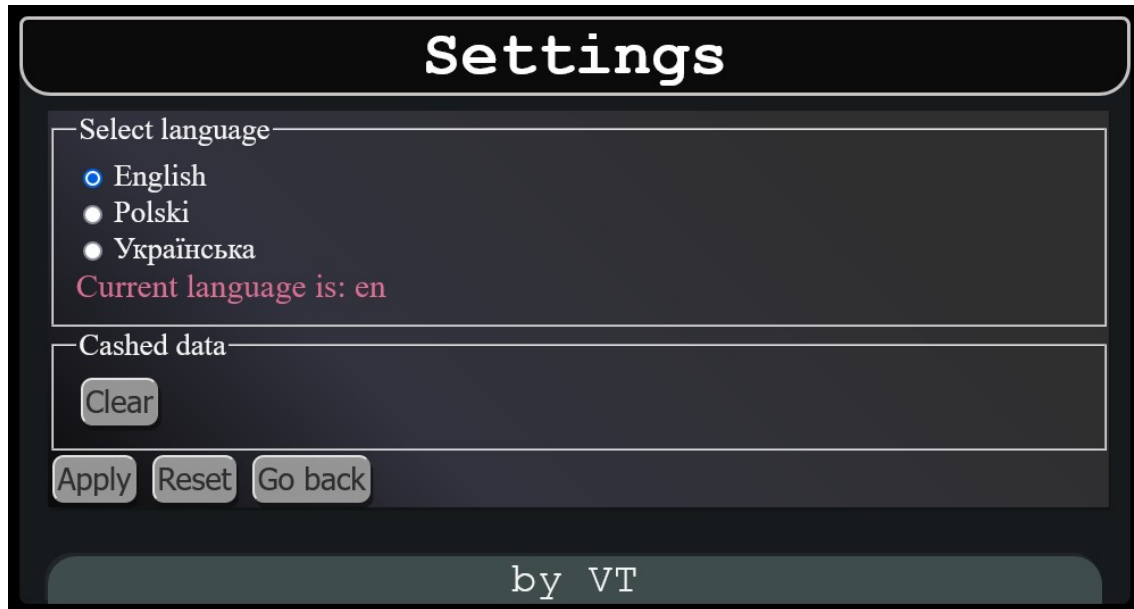 Settings
Select language
English
Polski
Українська
Current language is: en
Cashed data
Clear
Apply Reset Go back
by VT